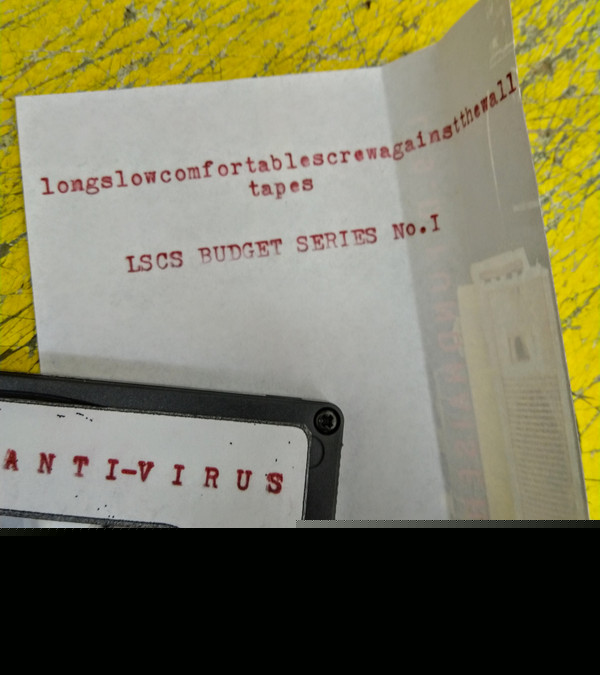 longslowcomfortablescrewagainstthewall
tapes
LSCS BUDGET SERIES No.I
ANTI-VIRUS